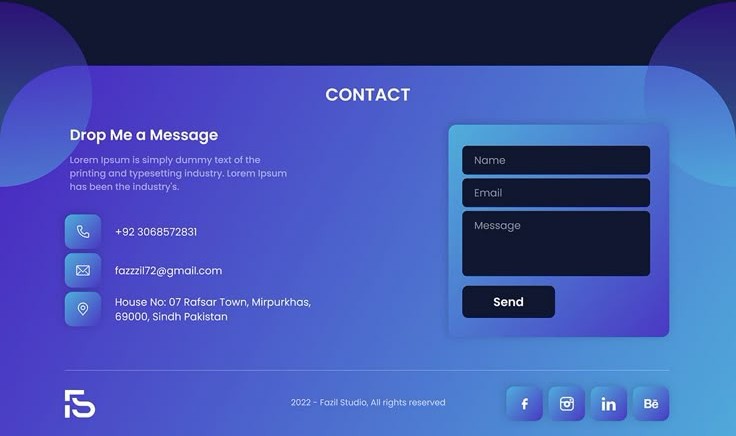 CONTACT
Drop Me a Message
Lorem Ipsum is simply dummy text of the
printing and typesetting industry. Lorem Ipsum
has been the industry's.
+92 3068572831
fazzzil72@gmail.com
House No: 07 Rafsar Town, Mirpurkhas,
69000, Sindh Pakistan
Name
Email
Message
Send
FS
2022 - Fazil Studio, All rights reserved
f
in
Bē